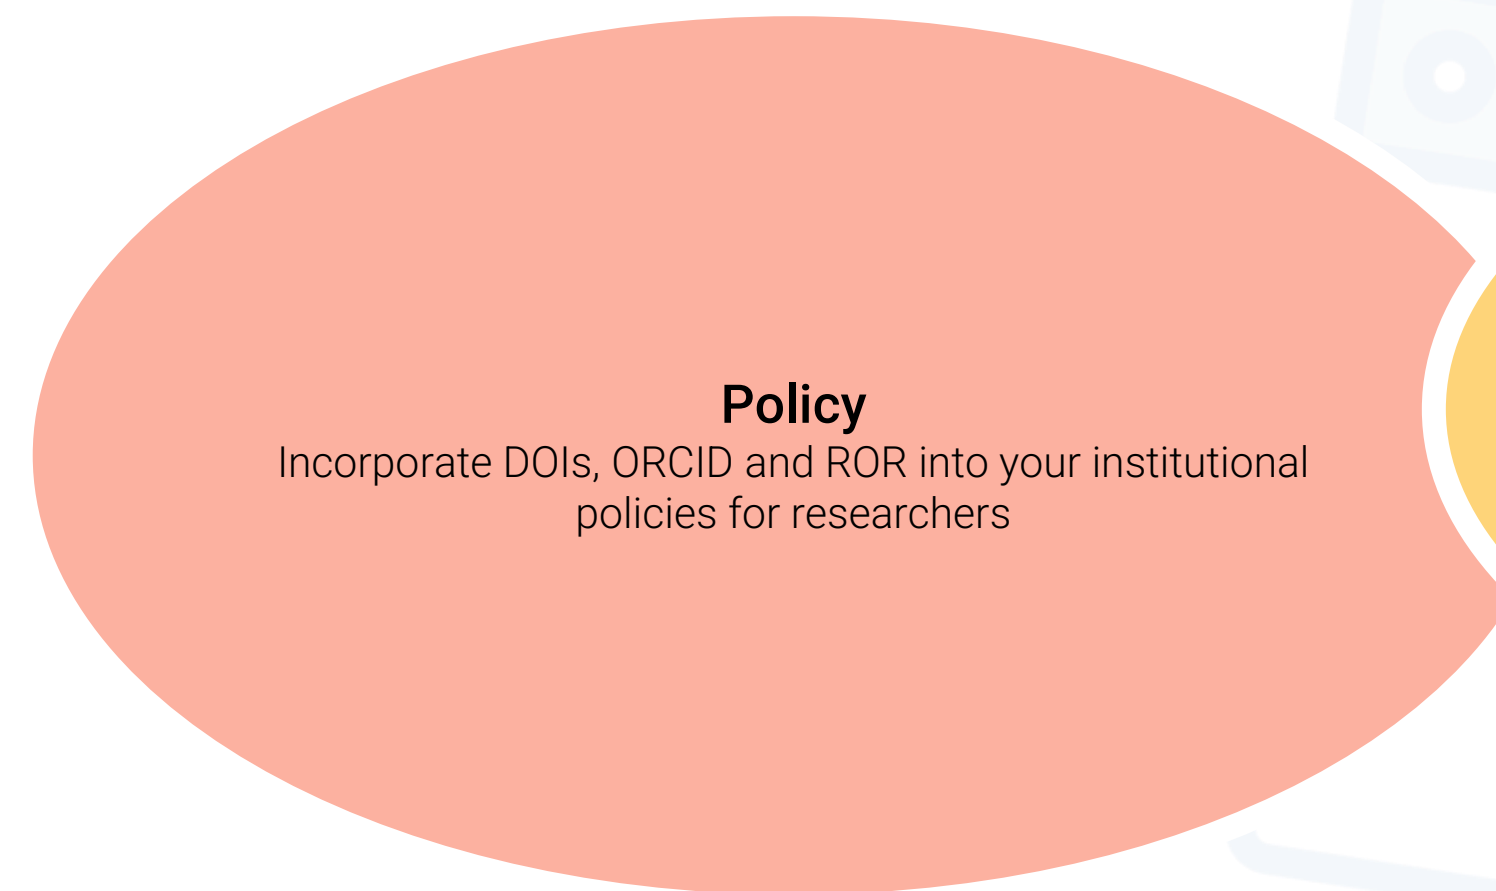 Policy
Incorporate DOIs, ORCID and ROR into your institutional
policies for researchers